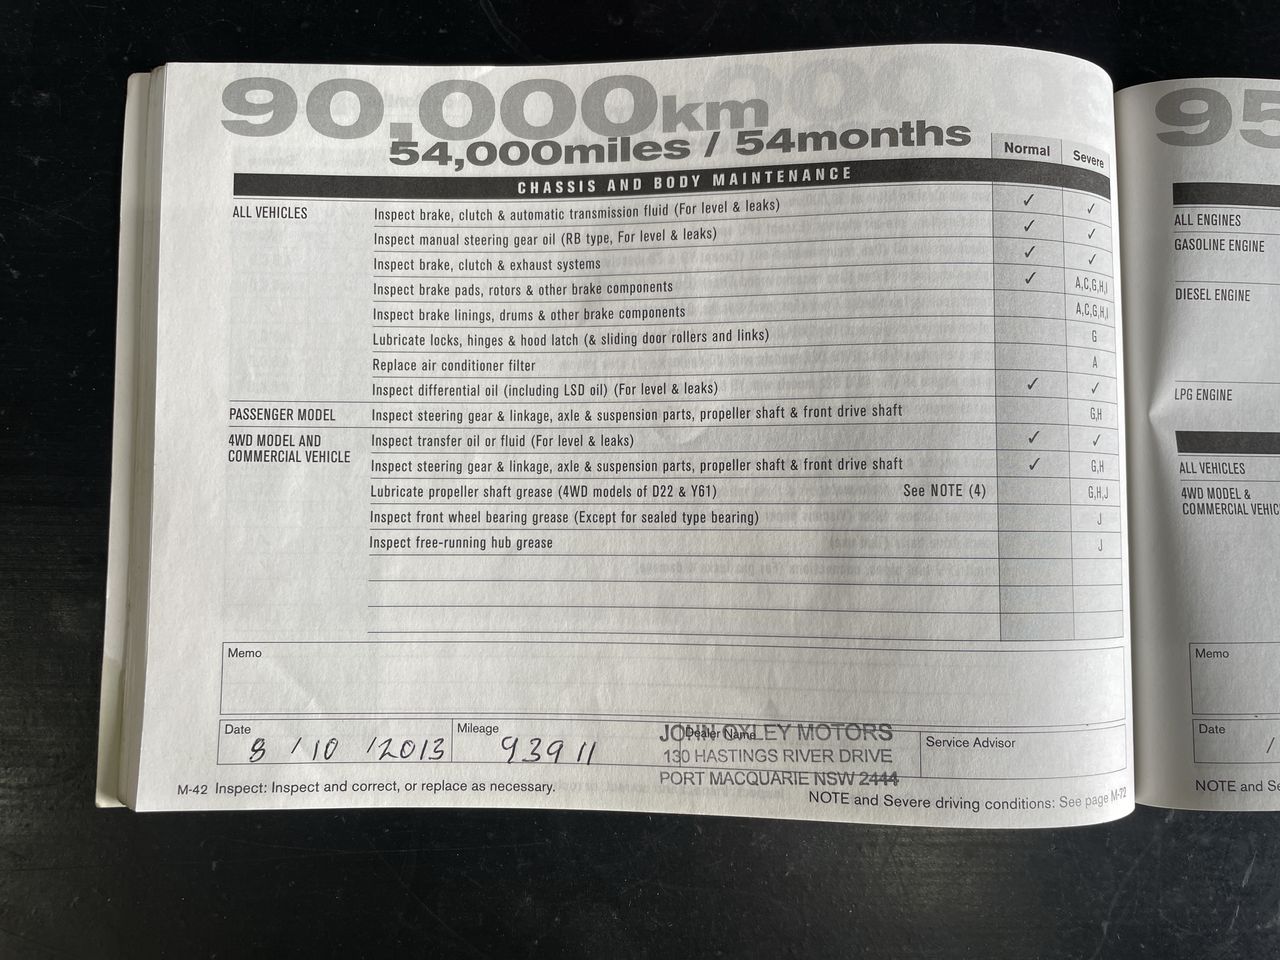 90,000km
54,000miles / 54months
Normal Severe
CHASSIS AND BODY MAINTENANCE
ALL VEHICLES Inspect brake, clutch & automatic transmission fluid (For level & leaks) ✓ ✓
Inspect manual steering gear oil (RB type, For level & leaks) ✓ ✓
Inspect brake, clutch & exhaust systems ✓ ✓
Inspect brake pads, rotors & other brake components ✓ A,C,G,H,I
Inspect brake linings, drums & other brake components A,C,G,H,I
Lubricate locks, hinges & hood latch (& sliding door rollers and links) G
Replace air conditioner filter A
Inspect differential oil (including LSD oil) (For level & leaks) ✓ ✓
PASSENGER MODEL Inspect steering gear & linkage, axle & suspension parts, propeller shaft & front drive shaft G,H
4WD MODEL AND Inspect transfer oil or fluid (For level & leaks) ✓ ✓
COMMERCIAL VEHICLE Inspect steering gear & linkage, axle & suspension parts, propeller shaft & front drive shaft ✓ G,H
Lubricate propeller shaft grease (4WD models of D22 & Y61) See NOTE (4) G,H,J
Inspect front wheel bearing grease (Except for sealed type bearing) J
Inspect free-running hub grease J
Memo
Date 8 / 10 / 2013 Mileage 93911 Dealer Name Service Advisor
JOHN OXLEY MOTORS
130 HASTINGS RIVER DRIVE
PORT MACQUARIE NSW 2444
M-42 Inspect: Inspect and correct, or replace as necessary.
NOTE and Severe driving conditions: See page M-72
95
ALL ENGINES
GASOLINE ENGINE
DIESEL ENGINE
LPG ENGINE
ALL VEHICLES
4WD MODEL &
COMMERCIAL VEHIC
Memo
Date /
NOTE and Se